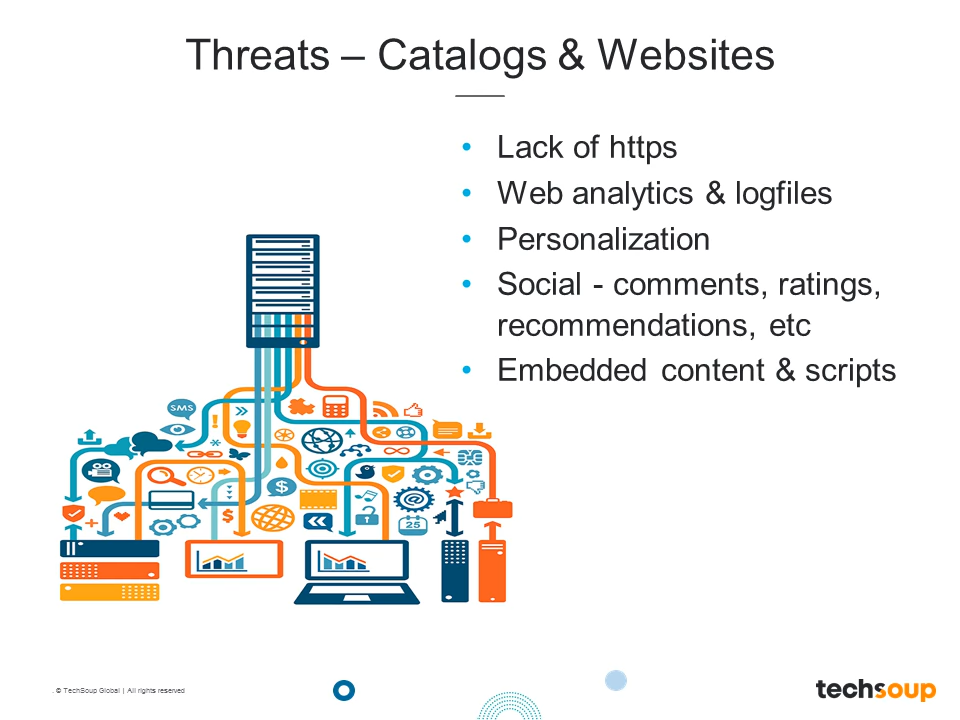 Threats – Catalogs & Websites
• Lack of https
• Web analytics & logfiles
• Personalization
• Social - comments, ratings,
recommendations, etc
• Embedded content & scripts
SMS
25
. © TechSoup Global | All rights reserved
techsoup